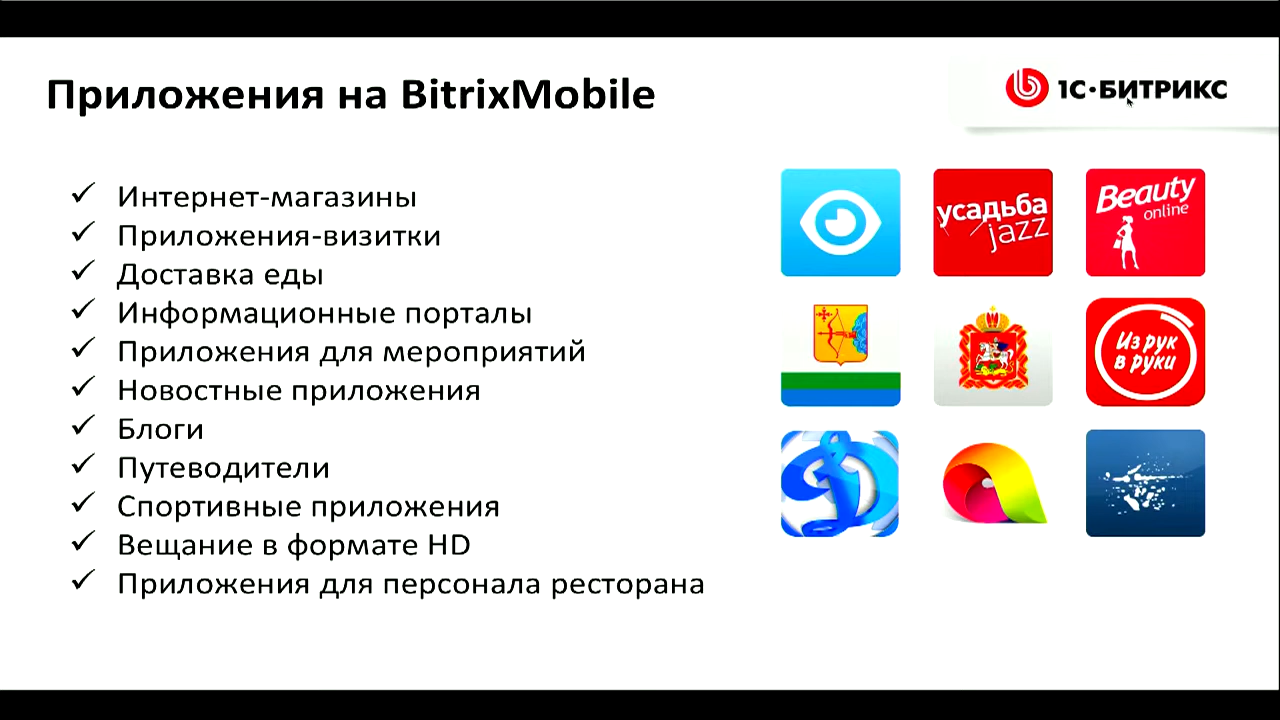 Приложения на BitrixMobile
1С·БИТРИКС
Интернет-магазины
Приложения-визитки
Доставка еды
Информационные порталы
Приложения для мероприятий
Новостные приложения
Блоги
Путеводители
Спортивные приложения
Вещание в формате HD
Приложения для персонала ресторана
усадьба
jazz
Beauty
online
Из рук
в руки